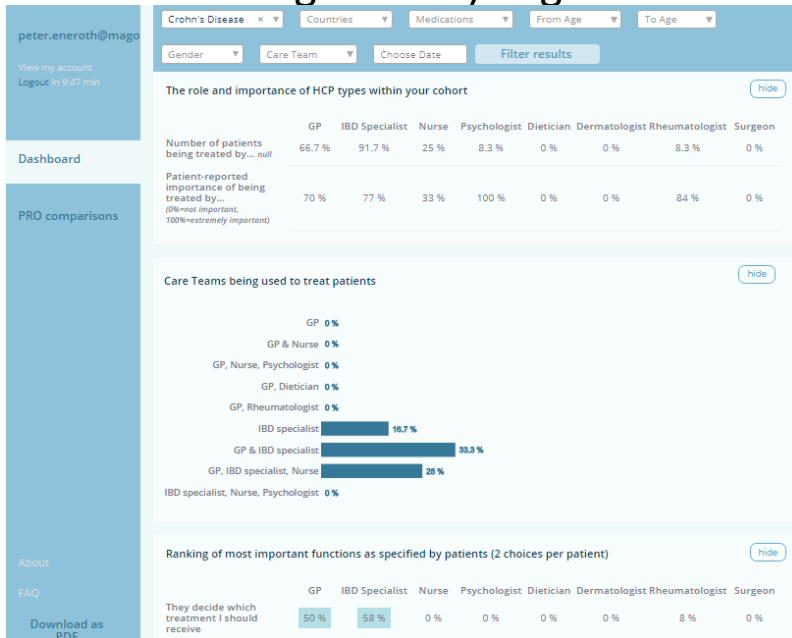 peter.eneroth@mago
View my account
Logout in 9:47 min
Dashboard
PRO comparisons
About
FAQ
Download as
PDF
Crohn's Disease × Countries Medications From Age To Age
Gender Care Team Choose Date Filter results
The role and importance of HCP types within your cohort hide
GP IBD Specialist Nurse Psychologist Dietician Dermatologist Rheumatologist Surgeon
Number of patients
being treated by... null 66.7 % 91.7 % 25 % 8.3 % 0 % 0 % 8.3 % 0 %
Patient-reported
importance of being
treated by...
(0%=not important,
100%=extremely important) 70 % 77 % 33 % 100 % 0 % 0 % 84 % 0 %
Care Teams being used to treat patients hide
GP 0 %
GP & Nurse 0 %
GP, Nurse, Psychologist 0 %
GP, Dietician 0 %
GP, Rheumatologist 0 %
IBD specialist 16.7 %
GP & IBD specialist 33.3 %
GP, IBD specialist, Nurse 25 %
IBD specialist, Nurse, Psychologist 0 %
Ranking of most important functions as specified by patients (2 choices per patient) hide
GP IBD Specialist Nurse Psychologist Dietician Dermatologist Rheumatologist Surgeon
They decide which
treatment I should
receive 50 % 58 % 0 % 0 % 0 % 0 % 8 % 0 %